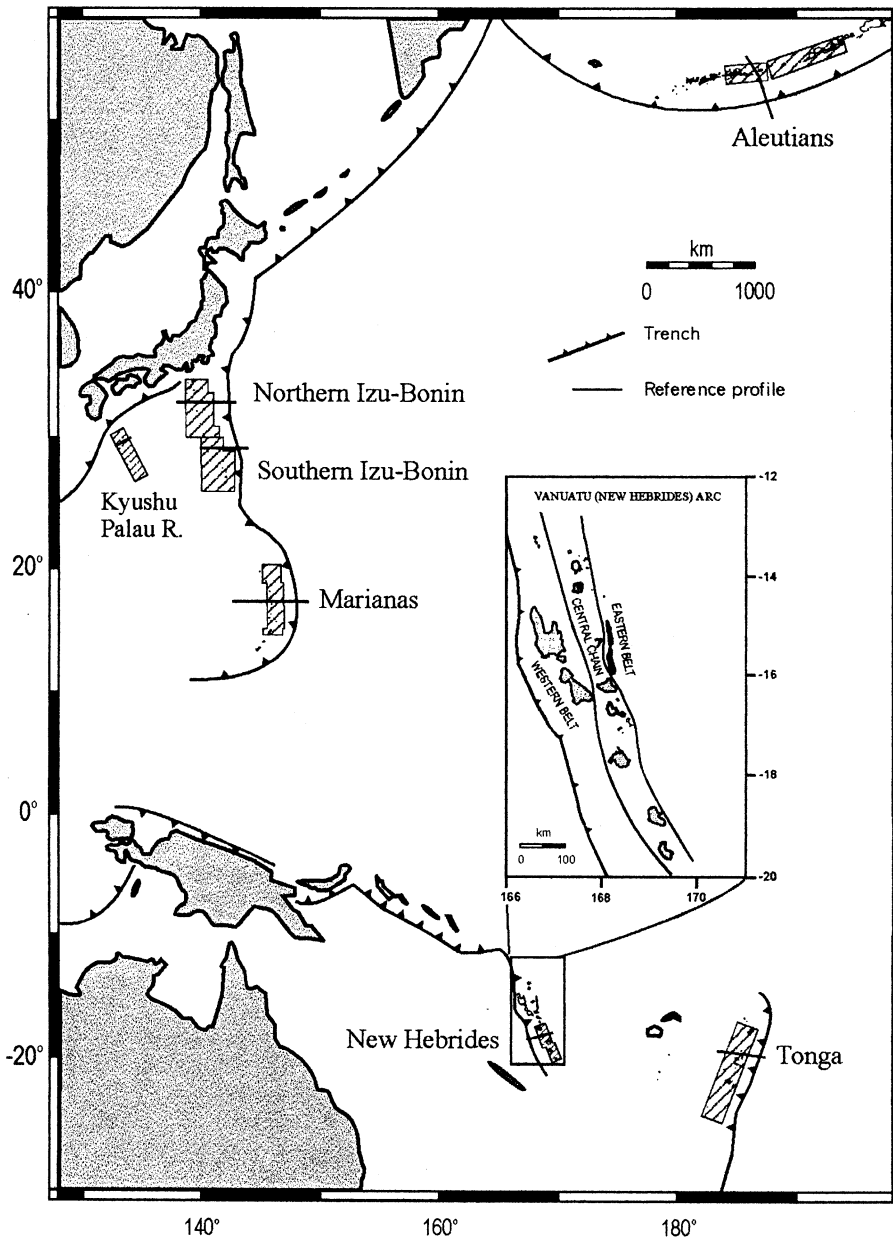 Aleutians
km
0 1000
Trench
Reference profile
40°
Northern Izu-Bonin
Southern Izu-Bonin
Kyushu
Palau R.
20°
Marianas
VANUATU (NEW HEBRIDES) ARC
-12
-14
-16
-18
-20
EASTERN BELT
CENTRAL CHAIN
WESTERN BELT
km
0 100
166 168 170
0°
New Hebrides
-20°
Tonga
140° 160° 180°